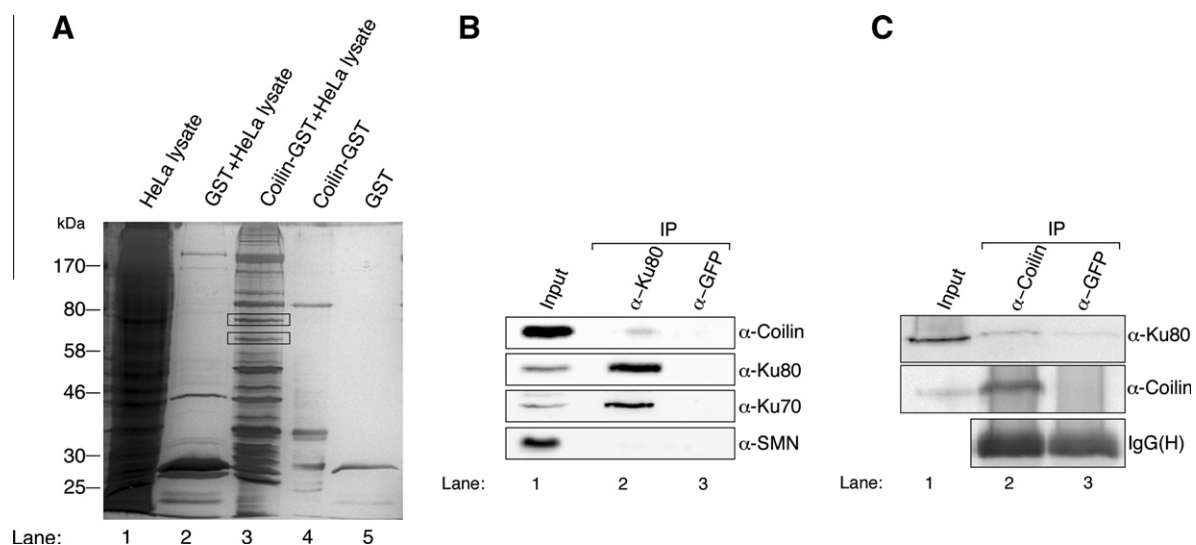 A
HeLa lysate
GST+HeLa lysate
Coilin-GST+HeLa lysate
Coilin-GST
GST
kDa
170
80
58
46
30
25
Lane: 1 2 3 4 5
B
IP
Input
α-Ku80
α-GFP
α-Coilin
α-Ku80
α-Ku70
α-SMN
Lane: 1 2 3
C
IP
Input
α-Coilin
α-GFP
α-Ku80
α-Coilin
IgG(H)
Lane: 1 2 3